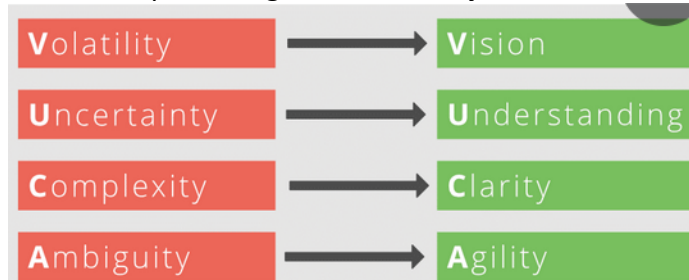 Volatility Vision
Uncertainty Understanding
Complexity Clarity
Ambiguity Agility